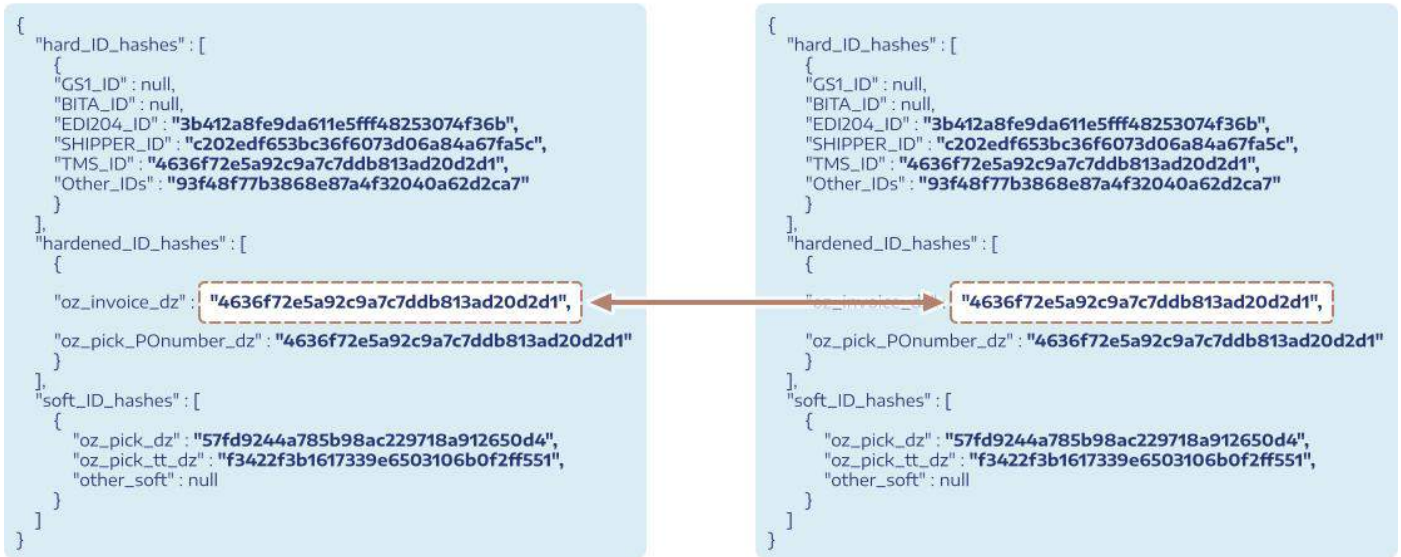 {
"hard_ID_hashes" : [
{
"GS1_ID" : null,
"BITA_ID" : null,
"EDI204_ID" : "3b412a8fe9da611e5fff48253074f36b",
"SHIPPER_ID" : "c202edf653bc36f6073d06a84a67fa5c",
"TMS_ID" : "4636f72e5a92c9a7c7ddb813ad20d2d1",
"Other_IDs" : "93f48f77b3868e87a4f32040a62d2ca7"
}
],
"hardened_ID_hashes" : [
{
"oz_invoice_dz" : "4636f72e5a92c9a7c7ddb813ad20d2d1",
"oz_pick_POnumber_dz" : "4636f72e5a92c9a7c7ddb813ad20d2d1"
}
],
"soft_ID_hashes" : [
{
"oz_pick_dz" : "57fd9244a785b98ac229718a912650d4",
"oz_pick_tt_dz" : "f3422f3b1617339e6503106b0f2ff551",
"other_soft" : null
}
]
}
{
"hard_ID_hashes" : [
{
"GS1_ID" : null,
"BITA_ID" : null,
"EDI204_ID" : "3b412a8fe9da611e5fff48253074f36b",
"SHIPPER_ID" : "c202edf653bc36f6073d06a84a67fa5c",
"TMS_ID" : "4636f72e5a92c9a7c7ddb813ad20d2d1",
"Other_IDs" : "93f48f77b3868e87a4f32040a62d2ca7"
}
],
"hardened_ID_hashes" : [
{
"4636f72e5a92c9a7c7ddb813ad20d2d1",
"oz_pick_POnumber_dz" : "4636f72e5a92c9a7c7ddb813ad20d2d1"
}
],
"soft_ID_hashes" : [
{
"oz_pick_dz" : "57fd9244a785b98ac229718a912650d4",
"oz_pick_tt_dz" : "f3422f3b1617339e6503106b0f2ff551",
"other_soft" : null
}
]
}